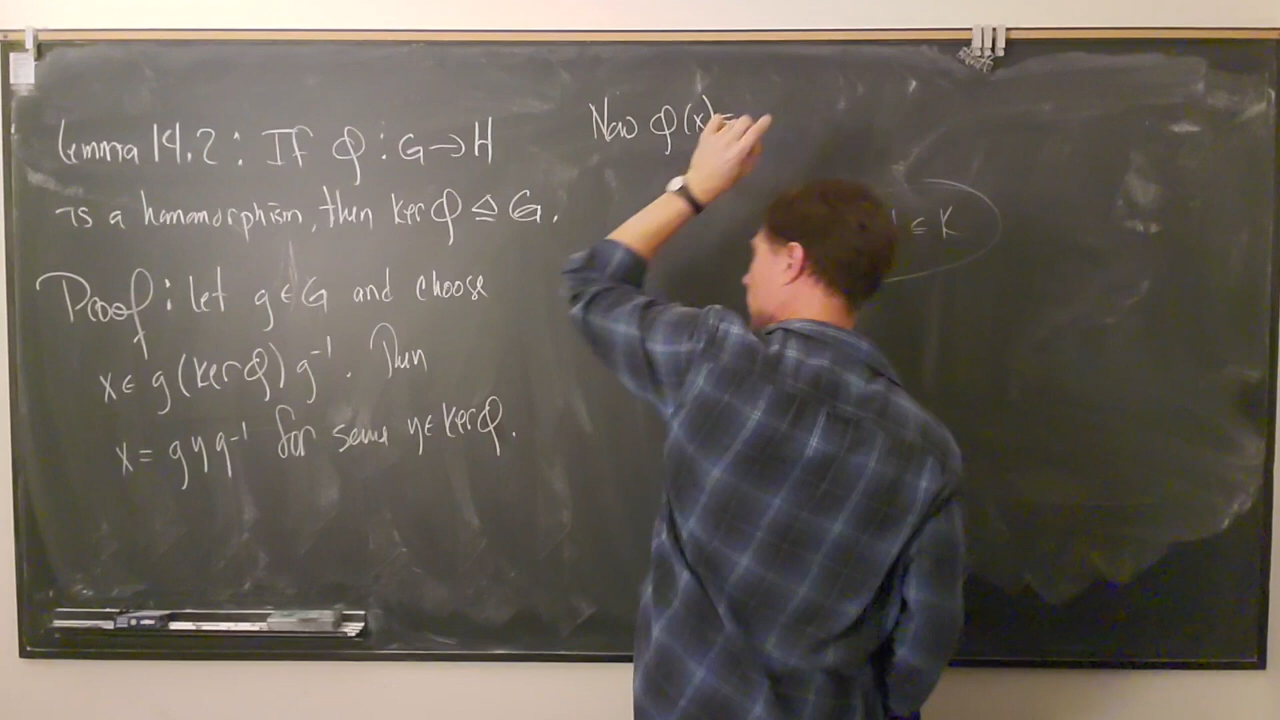 Lemma 14.2: If φ: G→H
is a homomorphism, then ker φ ⊴ G.
Proof: let g∈G and choose
x∈ g(ker φ)g⁻¹. Then
x = gyg⁻¹ for some y∈ker φ.
Now φ(x)=
⊆ K